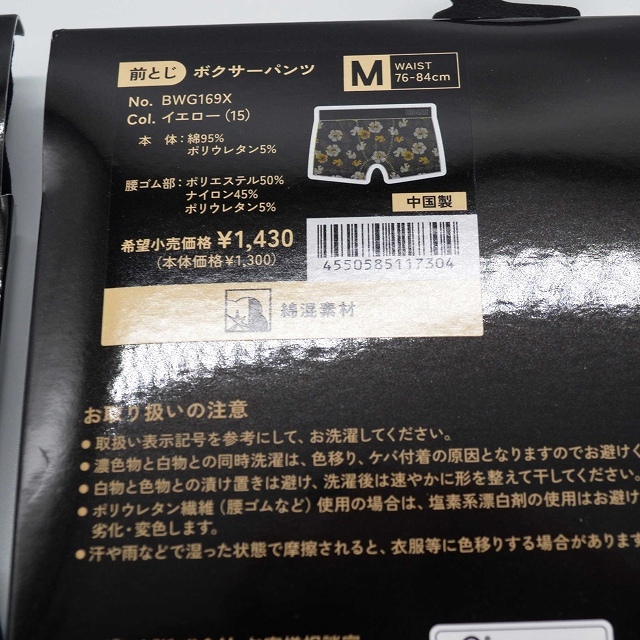 前とじ ボクサーパンツ
M WAIST 76-84cm
No. BWG169X
Col. イエロー(15)
本 体:綿95%
ポリウレタン5%
腰ゴム部:ポリエステル50%
ナイロン45%
ポリウレタン5%
中国製
希望小売価格 ¥1,430
(本体価格¥1,300)
4550585117304
綿混素材
お取り扱いの注意
●取扱い表示記号を参考にして、お洗濯してください。
●濃色物と白物との同時洗濯は、色移り、ケバ付着の原因となりますのでお避けく
●白物と色物との漬け置きは避け、洗濯後は速やかに形を整えて干してください。
●ポリウレタン繊維(腰ゴムなど)使用の場合は、塩素系漂白剤の使用はお避け
劣化・変色します。
●汗や雨などで湿った状態で摩擦されると、衣服等に色移りする場合があります